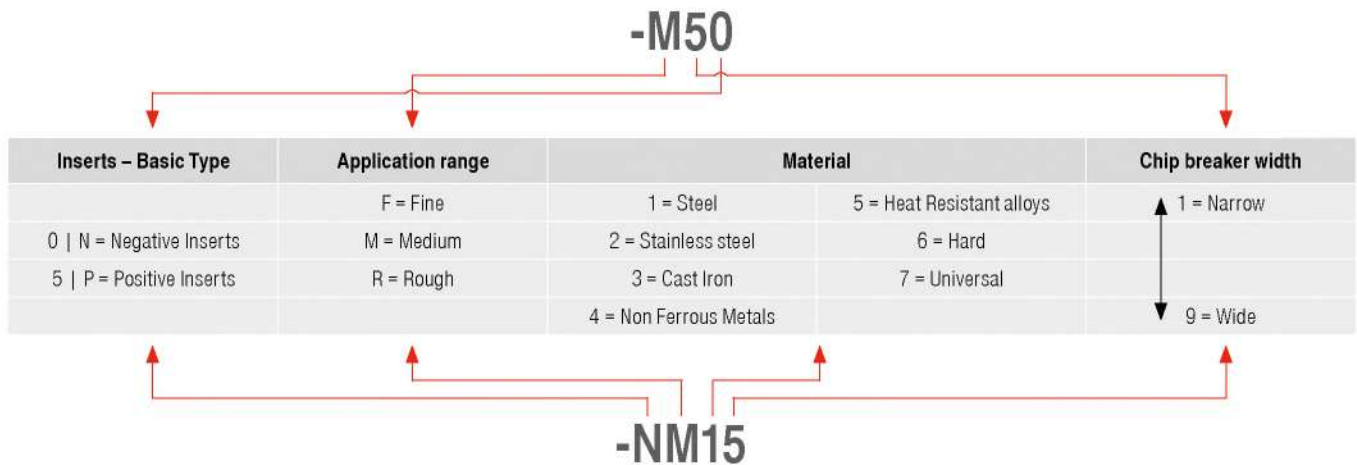 -M50
Inserts – Basic Type Application range Material Chip breaker width
F = Fine 1 = Steel 5 = Heat Resistant alloys 1 = Narrow
0 | N = Negative Inserts M = Medium 2 = Stainless steel 6 = Hard
5 | P = Positive Inserts R = Rough 3 = Cast Iron 7 = Universal
4 = Non Ferrous Metals 9 = Wide
-NM15